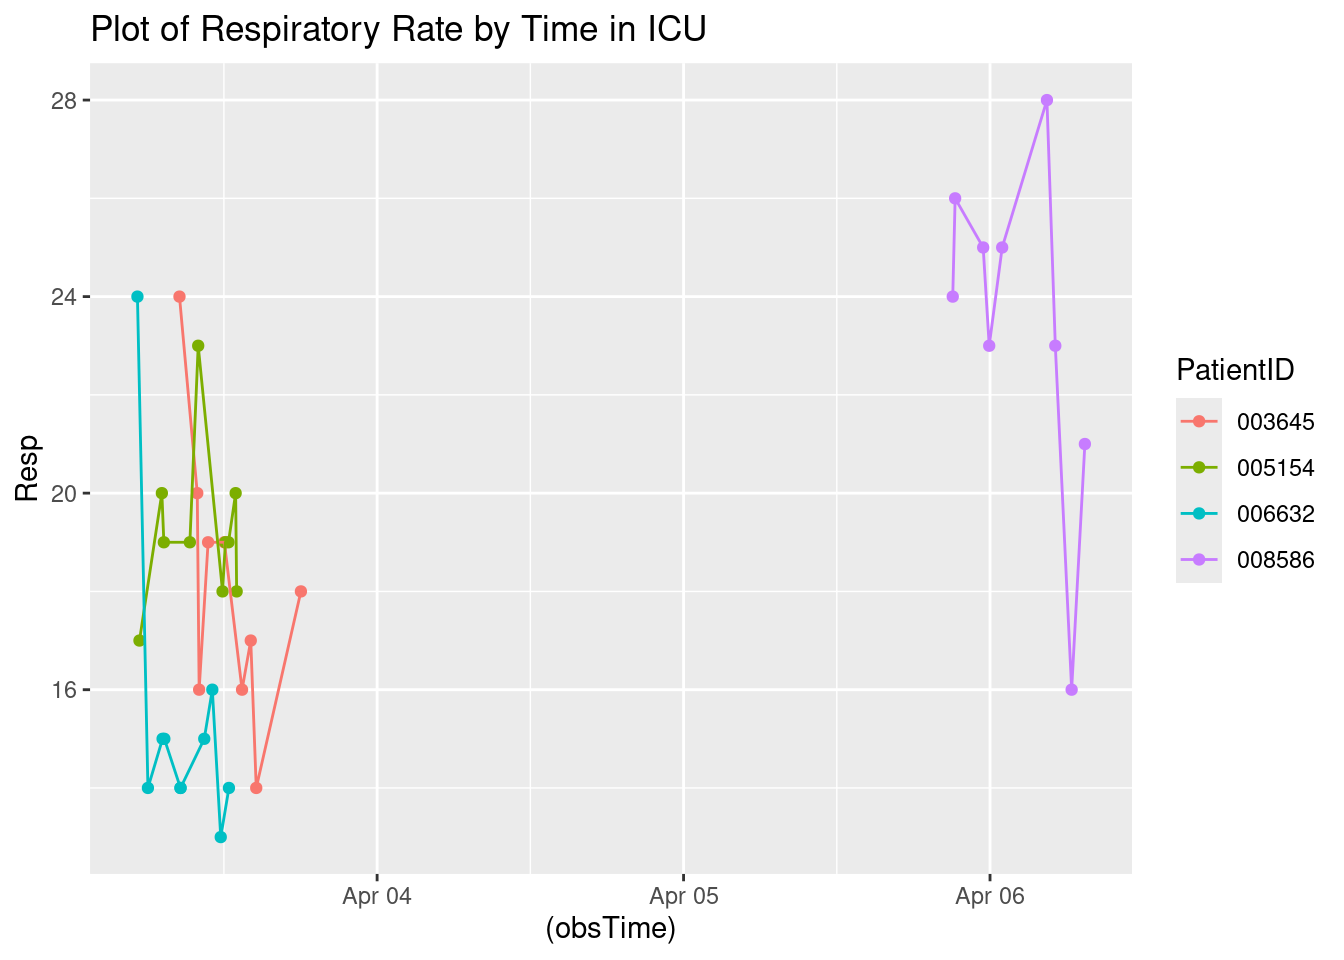 Plot of Respiratory Rate by Time in ICU
28
24
20
16
Resp
Apr 04
Apr 05
Apr 06
(obsTime)
PatientID
003645
005154
006632
008586